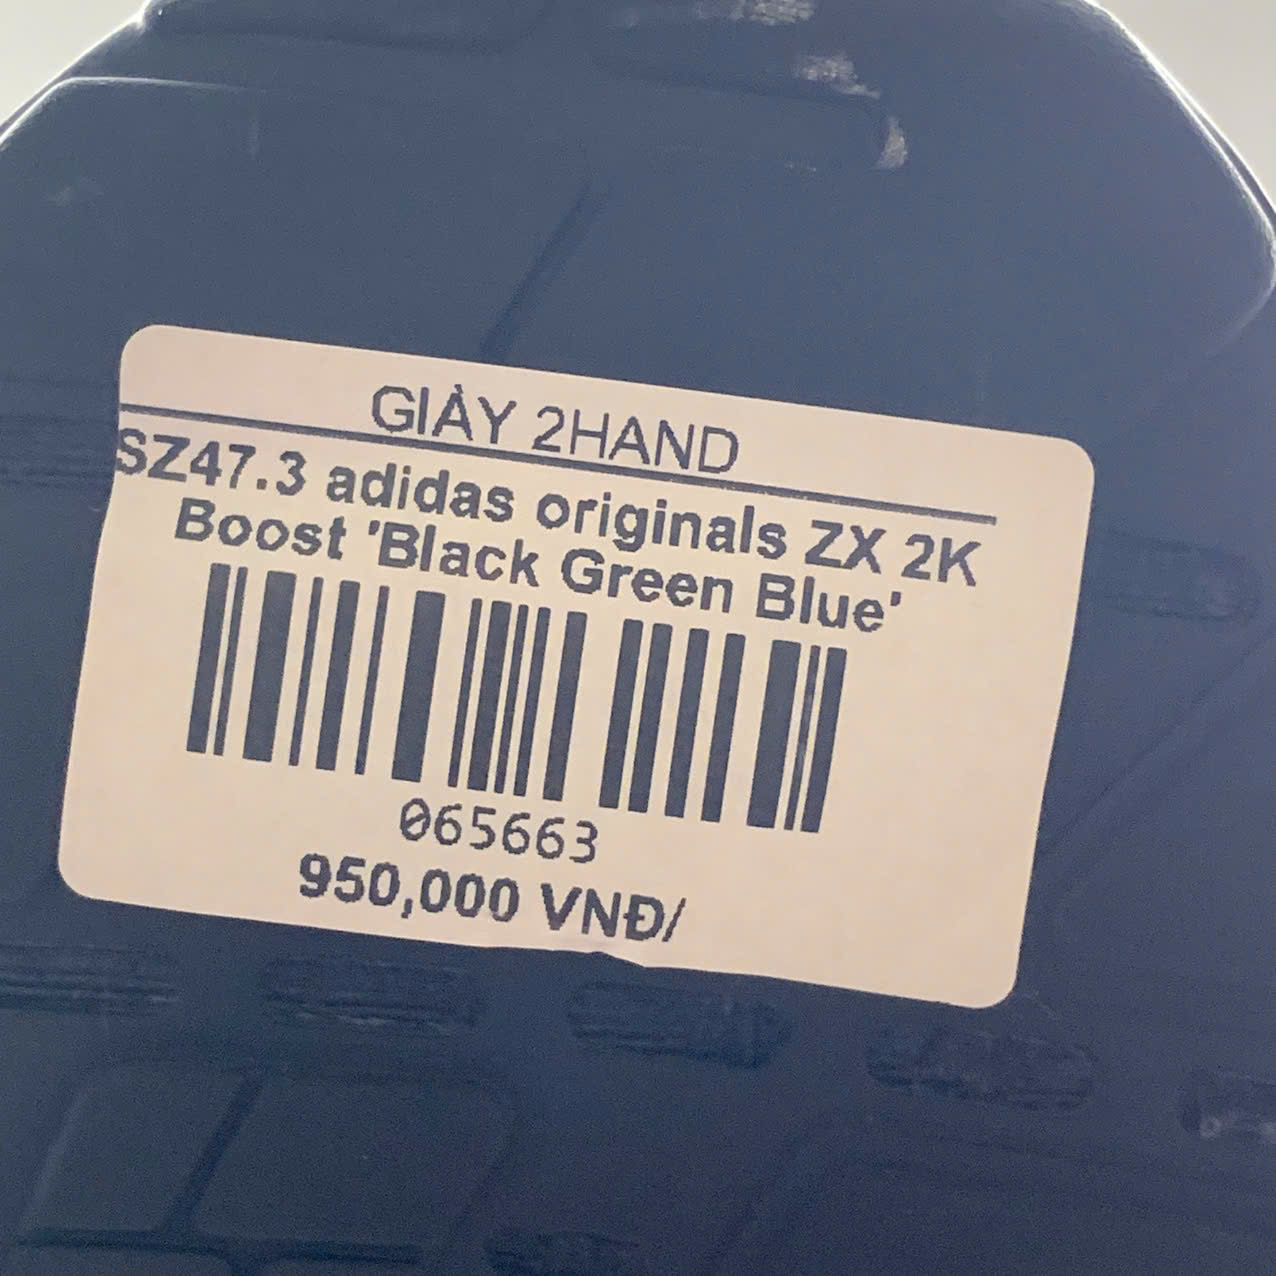 GIÀY 2HAND
SZ47.3 adidas originals ZX 2K
Boost 'Black Green Blue'
065663
950,000 VNĐ/